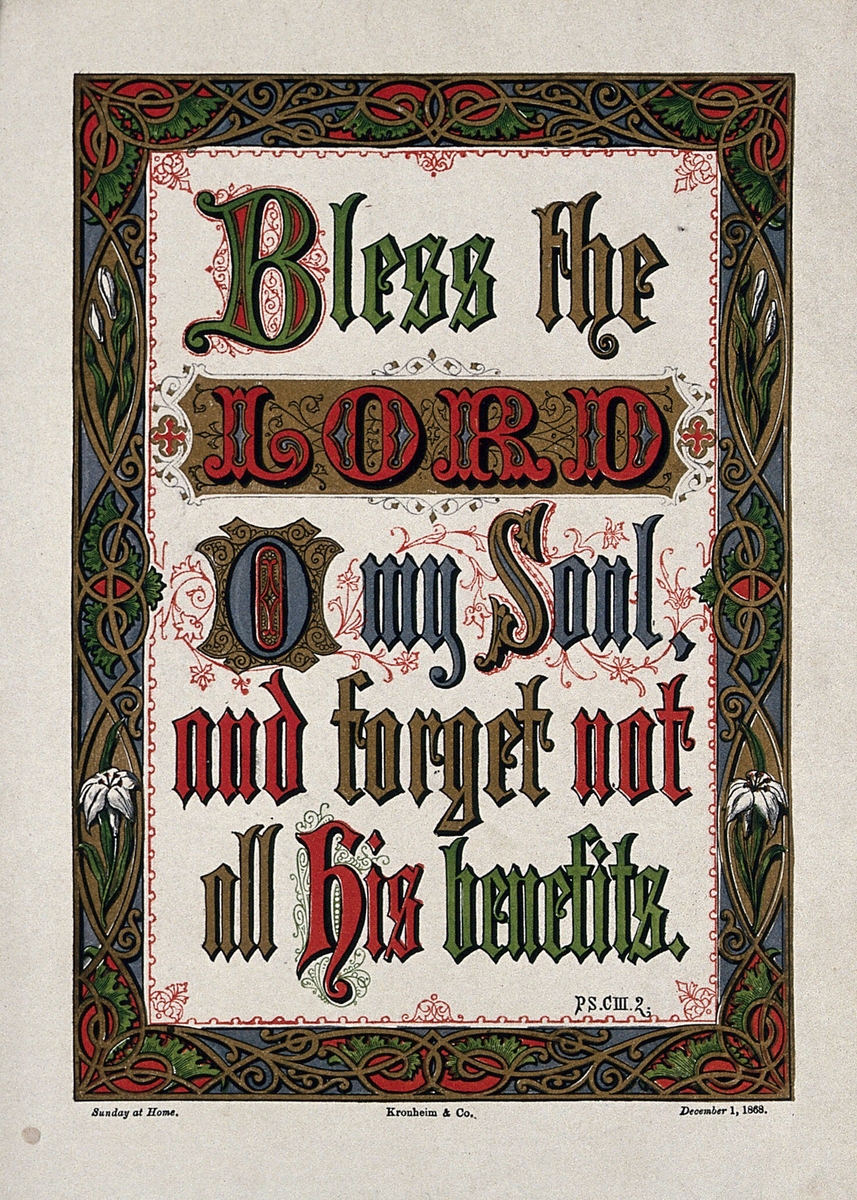 Bless the
LORD
O my Soul,
and forget not
all His benefits.
PS.CIII.2.
Sunday at Home. Kronheim & Co. December 1, 1868.